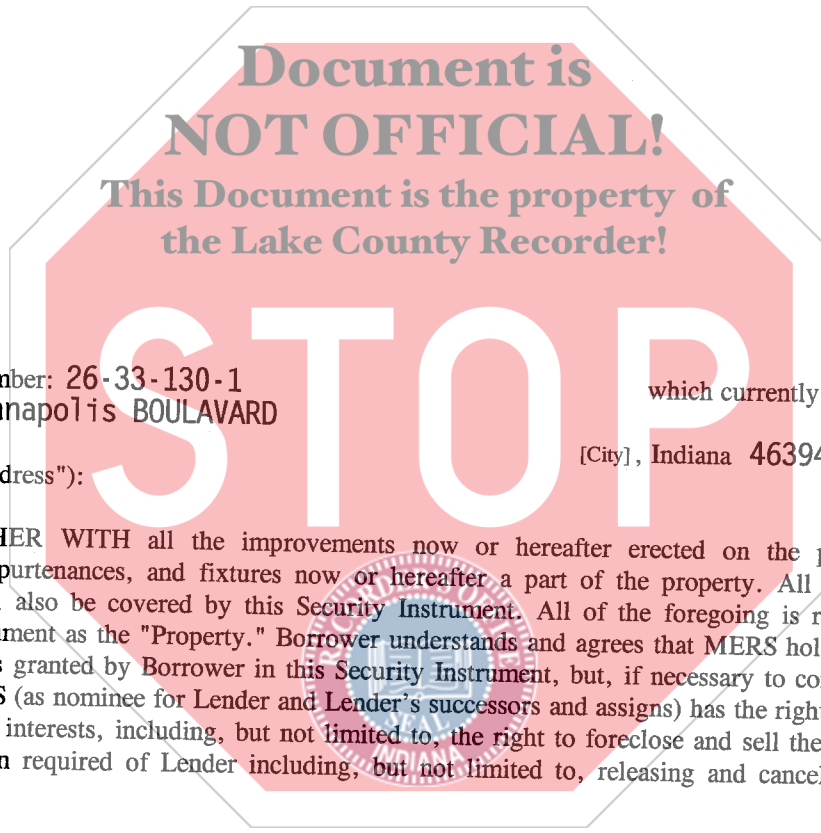 Document is
NOT OFFICIAL!
This Document is the property of
the Lake County Recorder!
STOP
mber: 26-33-130-1
which currently
anapolis BOULAVARD
[City], Indiana 46394
dress"):
HER WITH all the improvements now or hereafter erected on the p
purtenances, and fixtures now or hereafter a part of the property. All
also be covered by this Security Instrument. All of the foregoing is r
ment as the "Property." Borrower understands and agrees that MERS hol
s granted by Borrower in this Security Instrument, but, if necessary to co
S (as nominee for Lender and Lender's successors and assigns) has the right
interests, including, but not limited to, the right to foreclose and sell the
n required of Lender including, but not limited to, releasing and cancel
SEAL
INDIANA